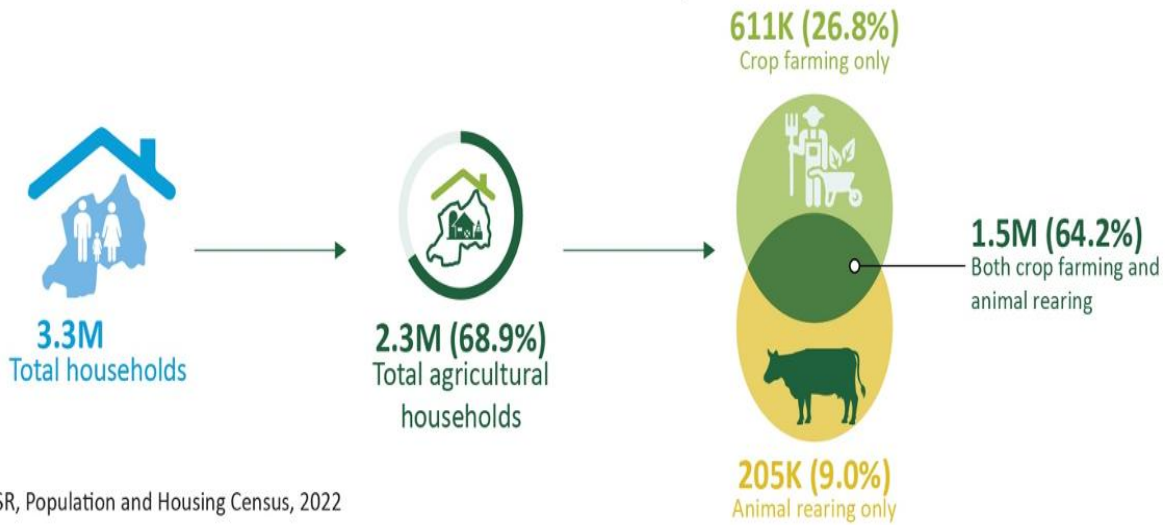 611K (26.8%)
Crop farming only
3.3M
Total households
2.3M (68.9%)
Total agricultural
households
1.5M (64.2%)
Both crop farming and
animal rearing
205K (9.0%)
Animal rearing only
SR, Population and Housing Census, 2022